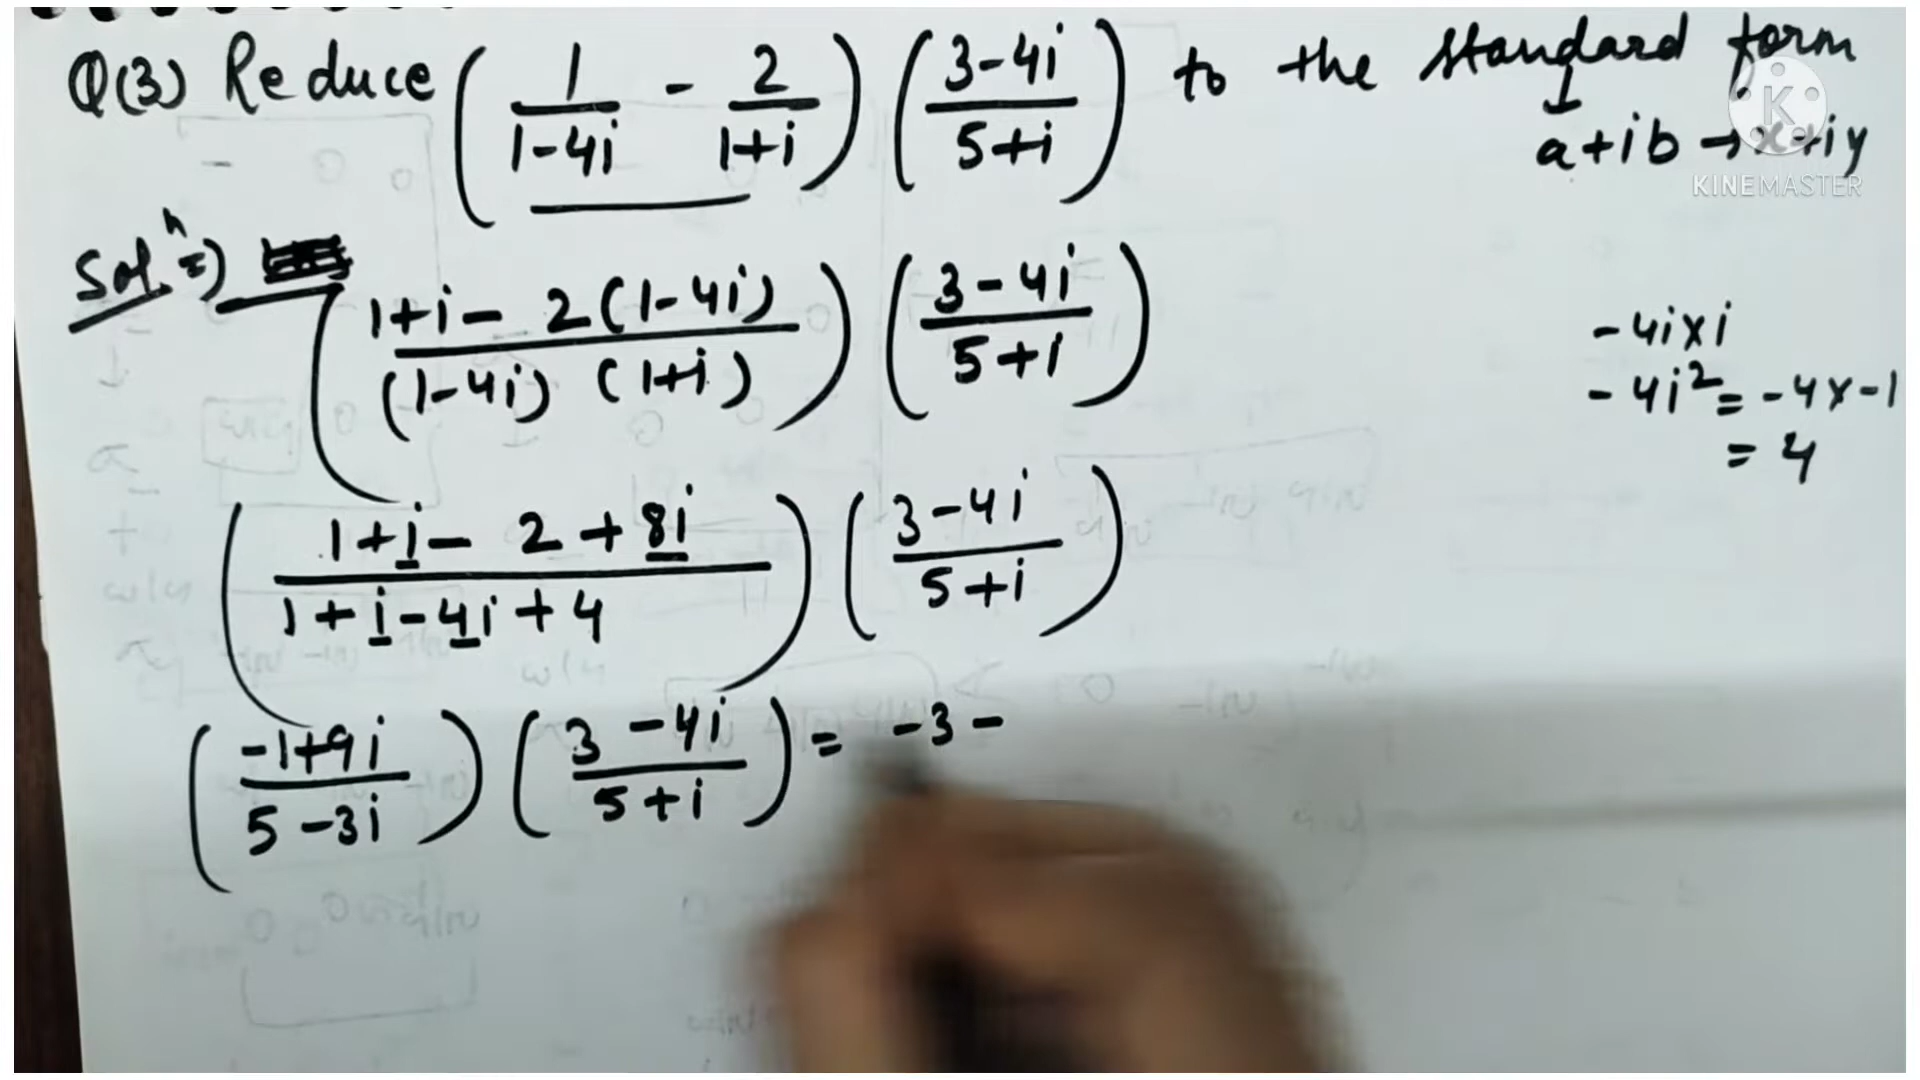 Q(3) Reduce (1/1-4i - 2/1+i) (3-4i/5+i) to the standard form
a+ib → x+iy
KINEMASTER
Solⁿ ⇒ (1+i- 2(1-4i)/(1-4i) (1+i)) (3-4i/5+i)
-4i×i
-4i² = -4×-1
= 4
(1+i- 2+8i/1+i-4i+4) (3-4i/5+i)
(-1+9i/5-3i) (3-4i/5+i) = -3-